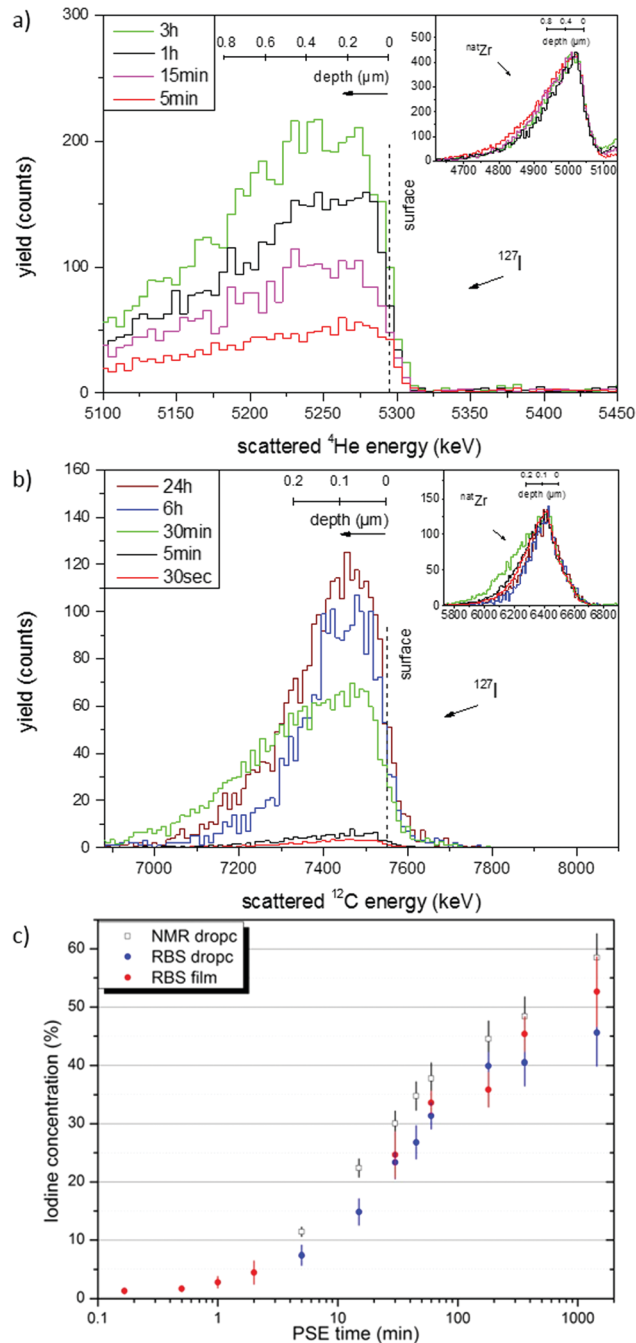 a)
3h
1h
15min
5min
0.8 0.6 0.4 0.2 0
depth (µm)
surface
127I
natZr
0.8 0.4 0
depth (µm)
500
400
300
200
100
0
4700 4800 4900 5000 5100
300
200
100
0
yield (counts)
5100 5150 5200 5250 5300 5350 5400 5450
scattered 4He energy (keV)
b)
24h
6h
30min
5min
30sec
0.2 0.1 0
depth (µm)
surface
127I
natZr
0.2 0.1 0
depth (µm)
150
100
50
0
5800 6000 6200 6400 6600 6800
160
140
120
100
80
60
40
20
0
yield (counts)
7000 7200 7400 7600 7800 8000
scattered 12C energy (keV)
c)
NMR dropc
RBS dropc
RBS film
60
50
40
30
20
10
0
Iodine concentration (%)
0.1 1 10 100 1000
PSE time (min)